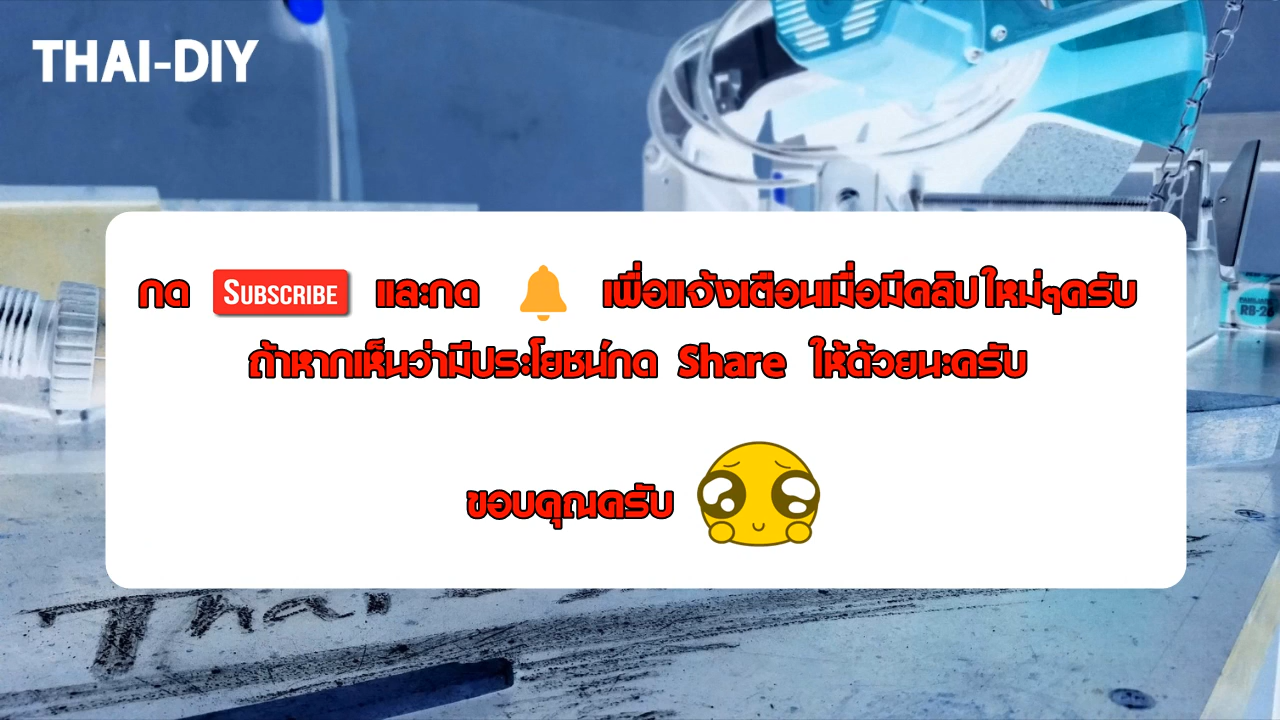 THAI-DIY
กด SUBSCRIBE และกด เพื่อแจ้งเตือนเมื่อมีคลิปใหม่ๆครับ
RB-26
ถ้าหากเห็นว่ามีประโยชน์กด Share ให้ด้วยนะครับ
ขอบคุณครับ
Thai